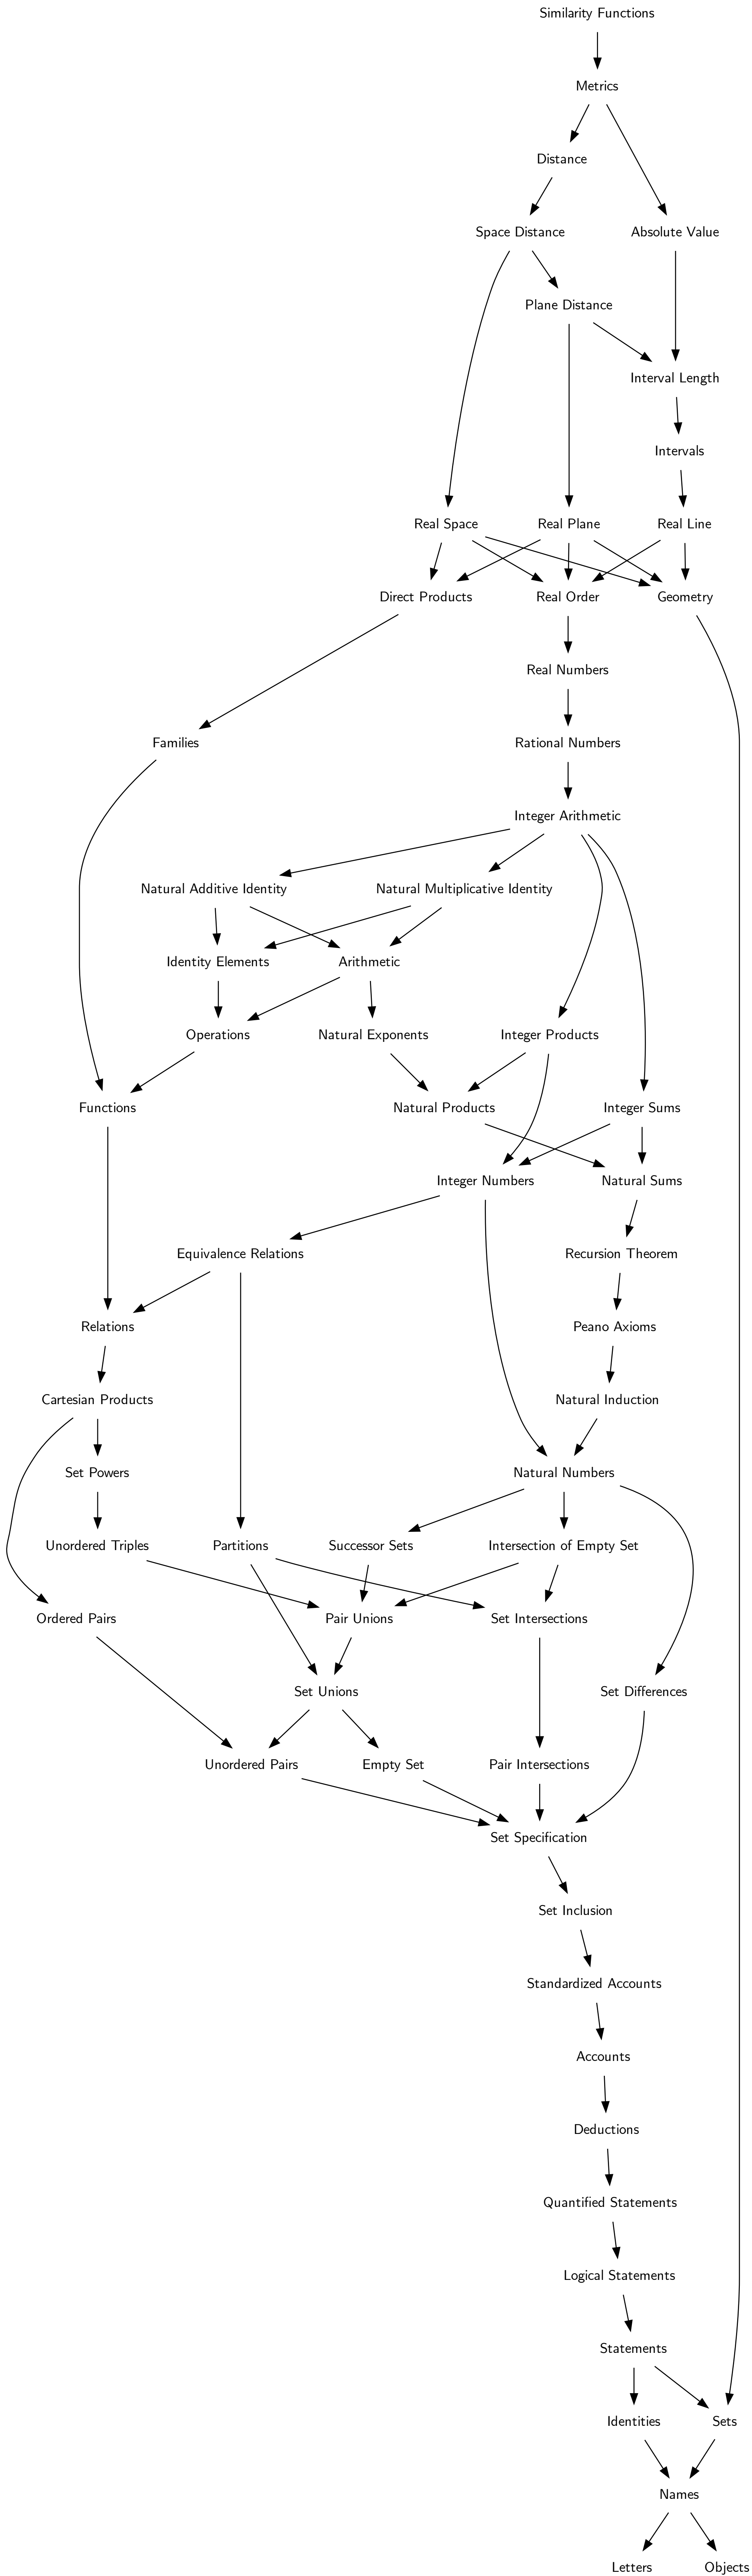 Similarity Functions
Metrics
Distance
Space Distance
Absolute Value
Plane Distance
Interval Length
Intervals
Real Space
Real Plane
Real Line
Direct Products
Real Order
Geometry
Real Numbers
Families
Rational Numbers
Integer Arithmetic
Natural Additive Identity
Natural Multiplicative Identity
Identity Elements
Arithmetic
Operations
Natural Exponents
Integer Products
Functions
Natural Products
Integer Sums
Integer Numbers
Natural Sums
Equivalence Relations
Recursion Theorem
Relations
Peano Axioms
Cartesian Products
Natural Induction
Set Powers
Natural Numbers
Unordered Triples
Partitions
Successor Sets
Intersection of Empty Set
Ordered Pairs
Pair Unions
Set Intersections
Set Unions
Set Differences
Unordered Pairs
Empty Set
Pair Intersections
Set Specification
Set Inclusion
Standardized Accounts
Accounts
Deductions
Quantified Statements
Logical Statements
Statements
Identities
Sets
Names
Letters
Objects